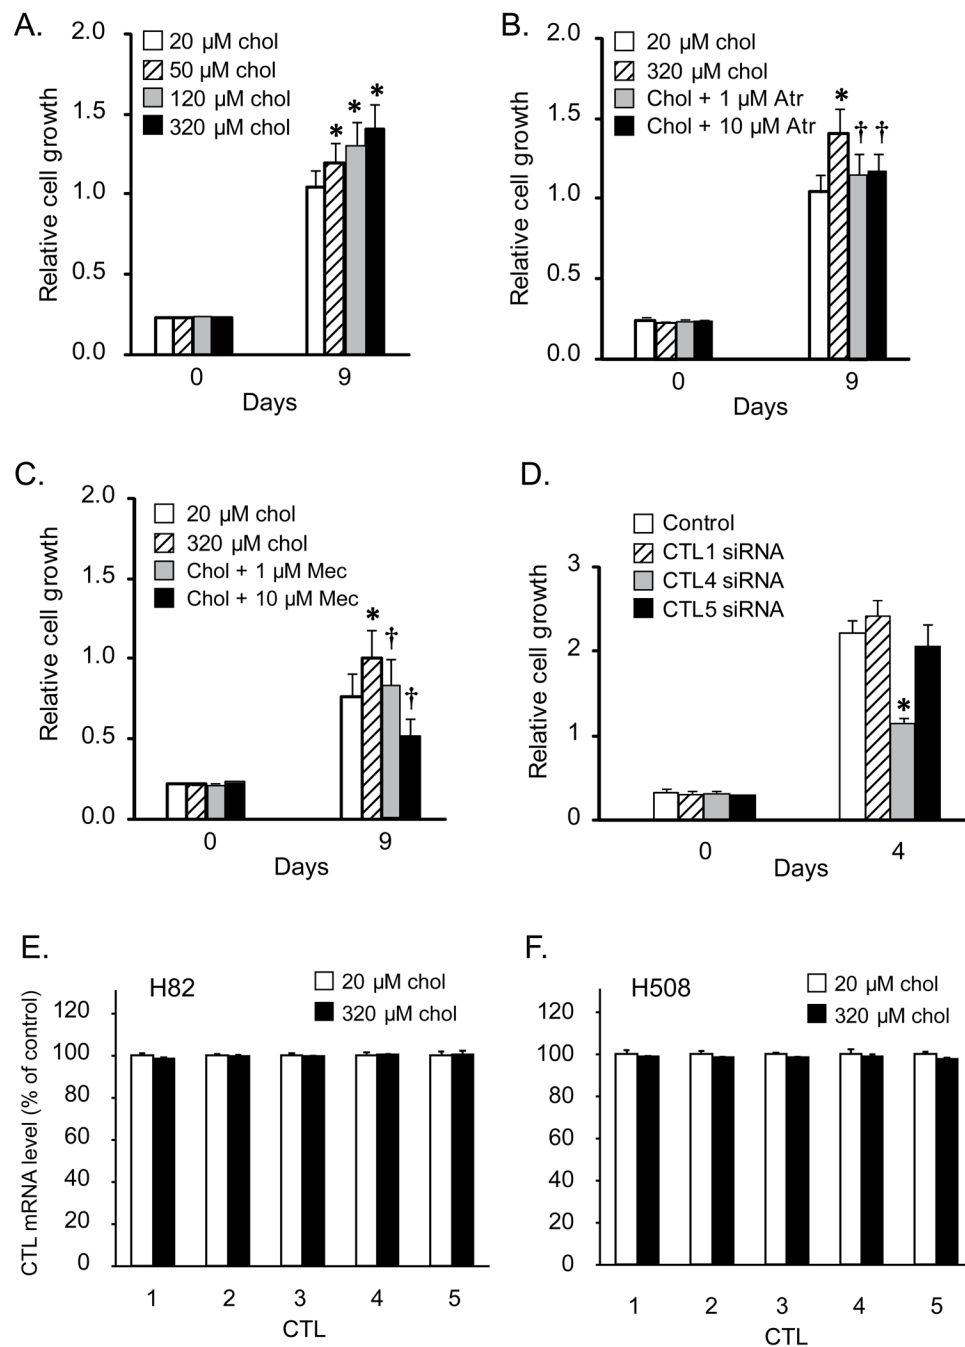 A.
2.0
1.5
1.0
0.5
0.0
Relative cell growth
20 µM chol
50 µM chol
120 µM chol
320 µM chol
* * *
0 9
Days
B.
2.0
1.5
1.0
0.5
0.0
Relative cell growth
20 µM chol
320 µM chol
Chol + 1 µM Atr
Chol + 10 µM Atr
* † †
0 9
Days
C.
2.0
1.5
1.0
0.5
0.0
Relative cell growth
20 µM chol
320 µM chol
Chol + 1 µM Mec
Chol + 10 µM Mec
* † †
0 9
Days
D.
Control
CTL1 siRNA
CTL4 siRNA
CTL5 siRNA
3
2
1
0
Relative cell growth
*
0 4
Days
E.
H82
20 µM chol
320 µM chol
120
100
80
60
40
20
0
CTL mRNA level (% of control)
1 2 3 4 5
CTL
F.
H508
20 µM chol
320 µM chol
120
100
80
60
40
20
0
1 2 3 4 5
CTL